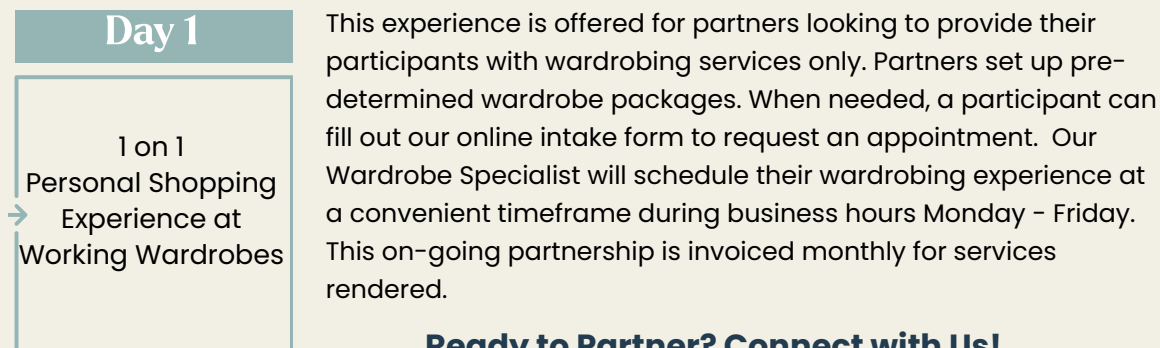 Day 1
1 on 1
Personal Shopping
Experience at
Working Wardrobes
This experience is offered for partners looking to provide their
participants with wardrobing services only. Partners set up pre-
determined wardrobe packages. When needed, a participant can
fill out our online intake form to request an appointment.  Our
Wardrobe Specialist will schedule their wardrobing experience at
a convenient timeframe during business hours Monday - Friday.
This on-going partnership is invoiced monthly for services
rendered.
Ready to Partner? Connect with Us!